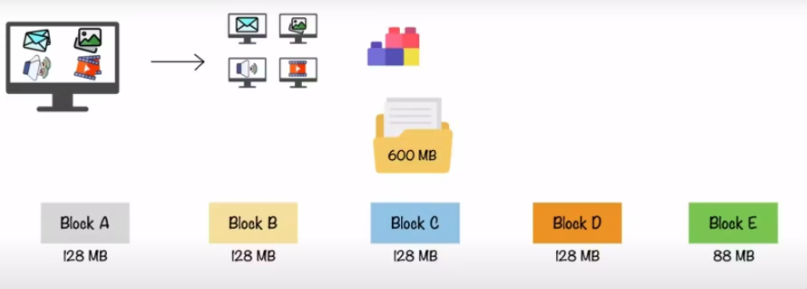 600 MB
Block A
Block B
Block C
Block D
Block E
128 MB
128 MB
128 MB
128 MB
88 MB